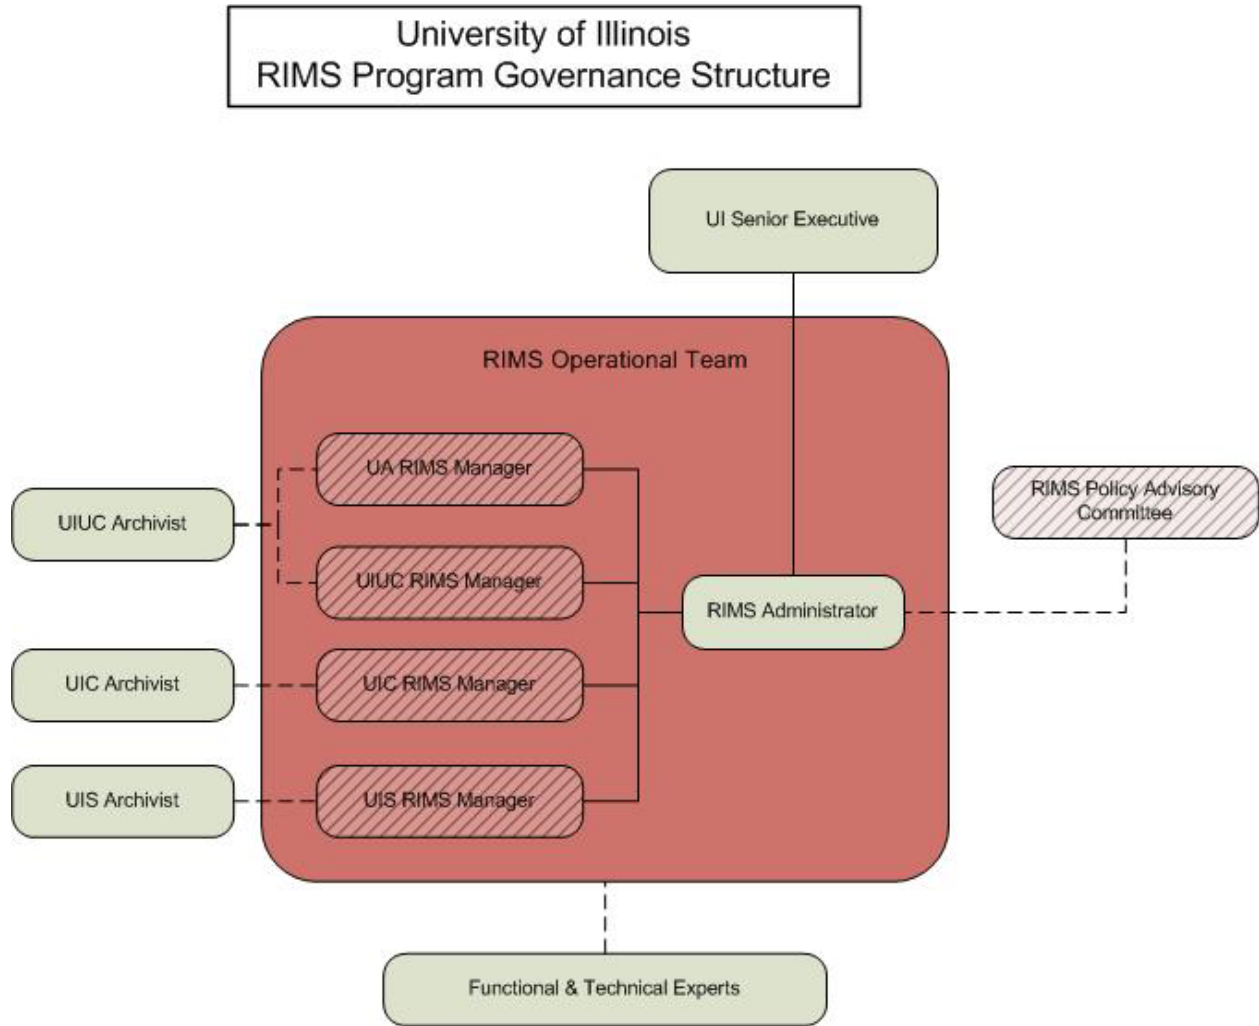 University of Illinois
RIMS Program Governance Structure
UI Senior Executive
RIMS Operational Team
UA RIMS Manager
RIMS Policy Advisory
Committee
UIUC Archivist
UIUC RIMS Manager
RIMS Administrator
UIC Archivist
UIC RIMS Manager
UIS Archivist
UIS RIMS Manager
Functional & Technical Experts